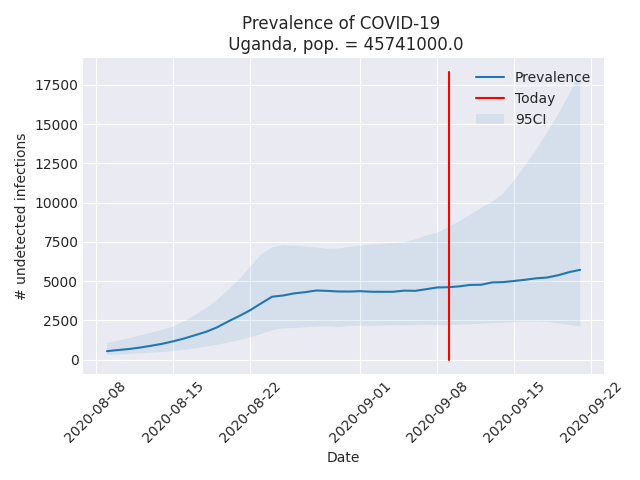 Prevalence of COVID-19
Uganda, pop. = 45741000.0
Prevalence
Today
95CI
# undetected infections
17500
15000
12500
10000
7500
5000
2500
0
2020-08-08
2020-08-15
2020-08-22
2020-09-01
2020-09-08
2020-09-15
2020-09-22
Date